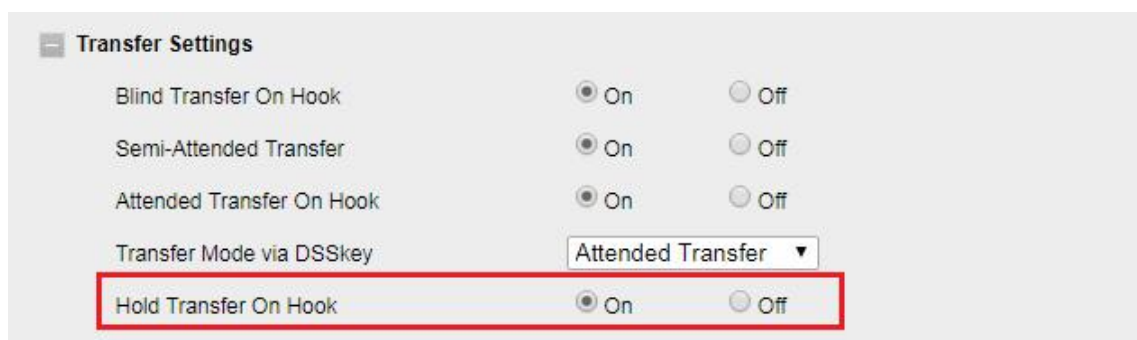 Transfer Settings
Blind Transfer On Hook On Off
Semi-Attended Transfer On Off
Attended Transfer On Hook On Off
Transfer Mode via DSSkey Attended Transfer
Hold Transfer On Hook On Off